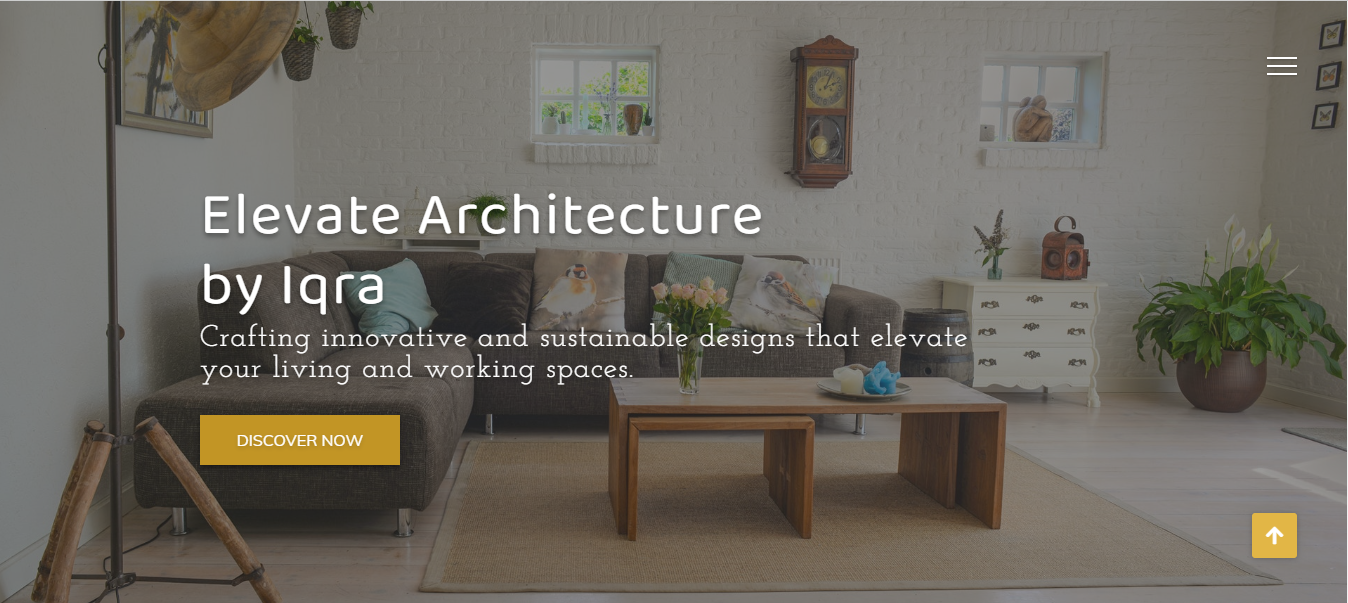 Elevate Architecture
by Iqra
Crafting innovative and sustainable designs that elevate
your living and working spaces.
DISCOVER NOW